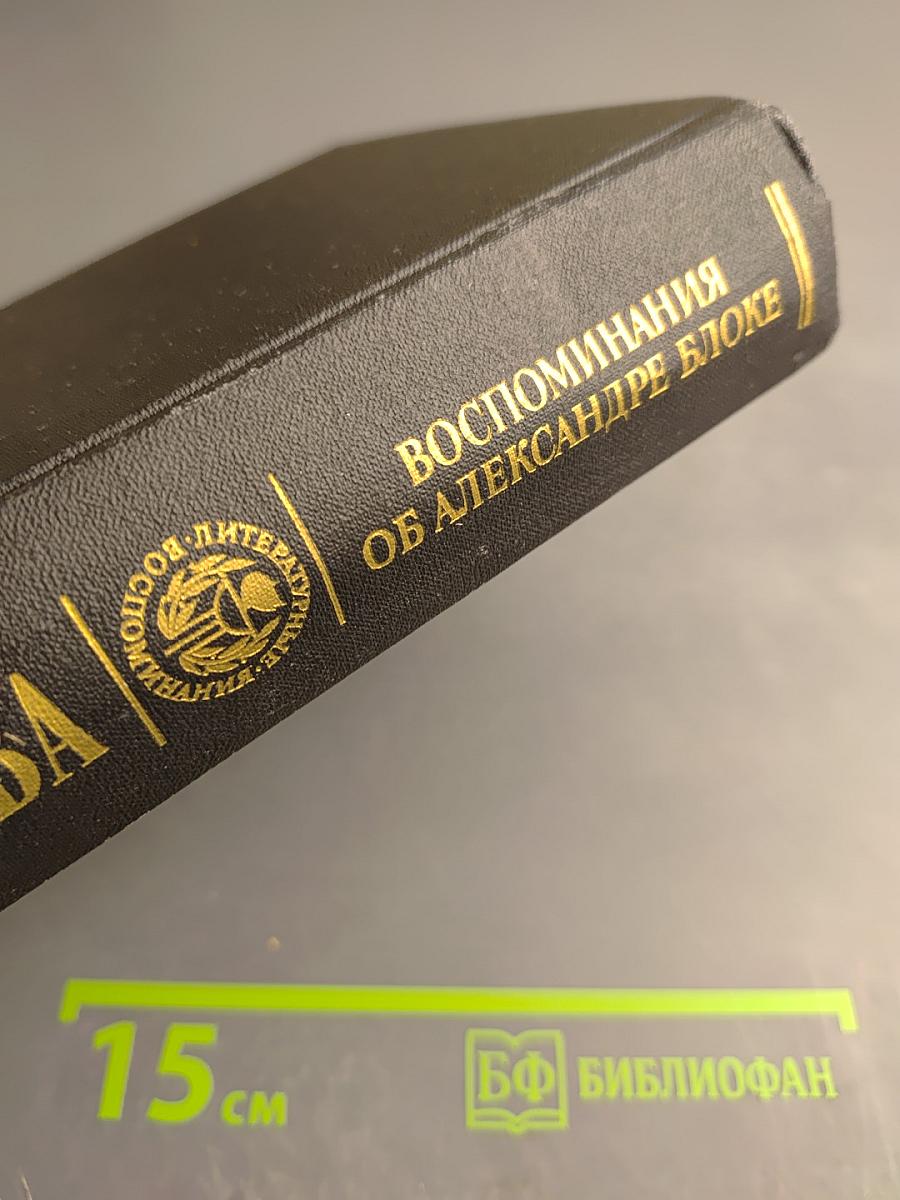 ВОСПОМИНАНИЯ
ОБ АЛЕКСАНДРЕ БЛОКЕ
ЛИТЕРАТУРНЫЕ · ВОСПОМИНАНИЯ ·
15 см
БФ БИБЛИОФАН